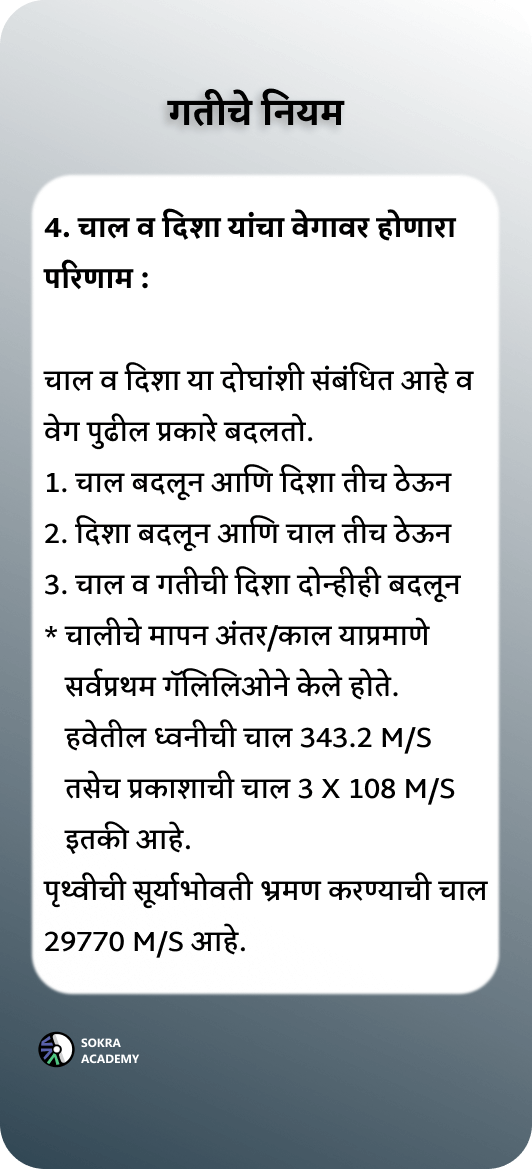 गतीचे नियम
4. चाल व दिशा यांचा वेगावर होणारा
परिणाम :
चाल व दिशा या दोघांशी संबंधित आहे व
वेग पुढील प्रकारे बदलतो.
1. चाल बदलून आणि दिशा तीच ठेऊन
2. दिशा बदलून आणि चाल तीच ठेऊन
3. चाल व गतीची दिशा दोन्हीही बदलून
* चालीचे मापन अंतर/काल याप्रमाणे
सर्वप्रथम गॅलिलिओने केले होते.
हवेतील ध्वनीची चाल 343.2 M/S
तसेच प्रकाशाची चाल 3 X 108 M/S
इतकी आहे.
पृथ्वीची सूर्याभोवती भ्रमण करण्याची चाल
29770 M/S आहे.
SOKRA
ACADEMY